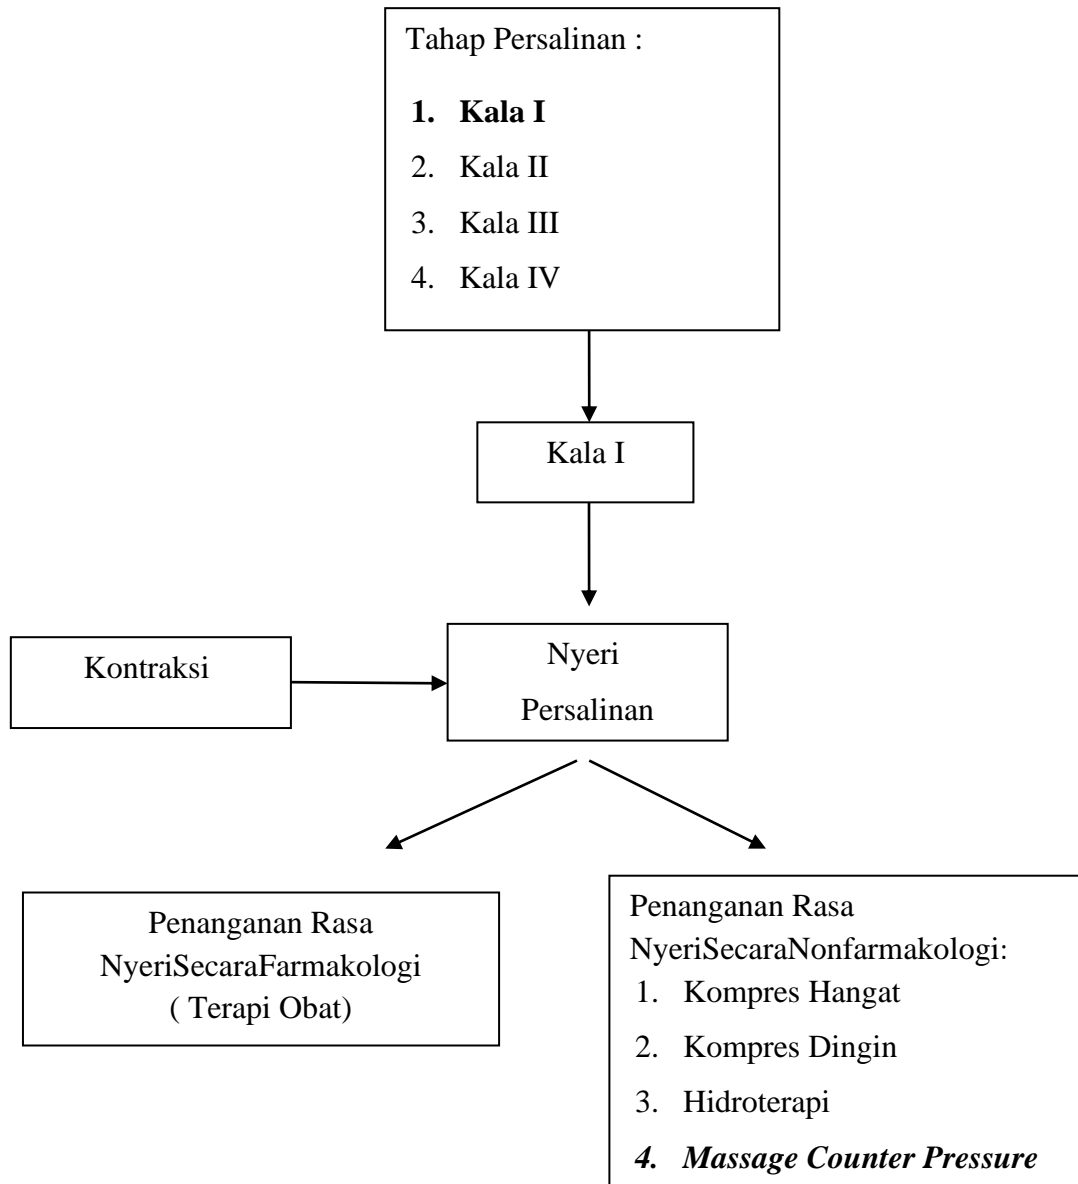 Tahap Persalinan :
1. Kala I
2. Kala II
3. Kala III
4. Kala IV
Kala I
Kontraksi
Nyeri
Persalinan
Penanganan Rasa
NyeriSecaraFarmakologi
( Terapi Obat)
Penanganan Rasa
NyeriSecaraNonfarmakologi:
1. Kompres Hangat
2. Kompres Dingin
3. Hidroterapi
4. Massage Counter Pressure